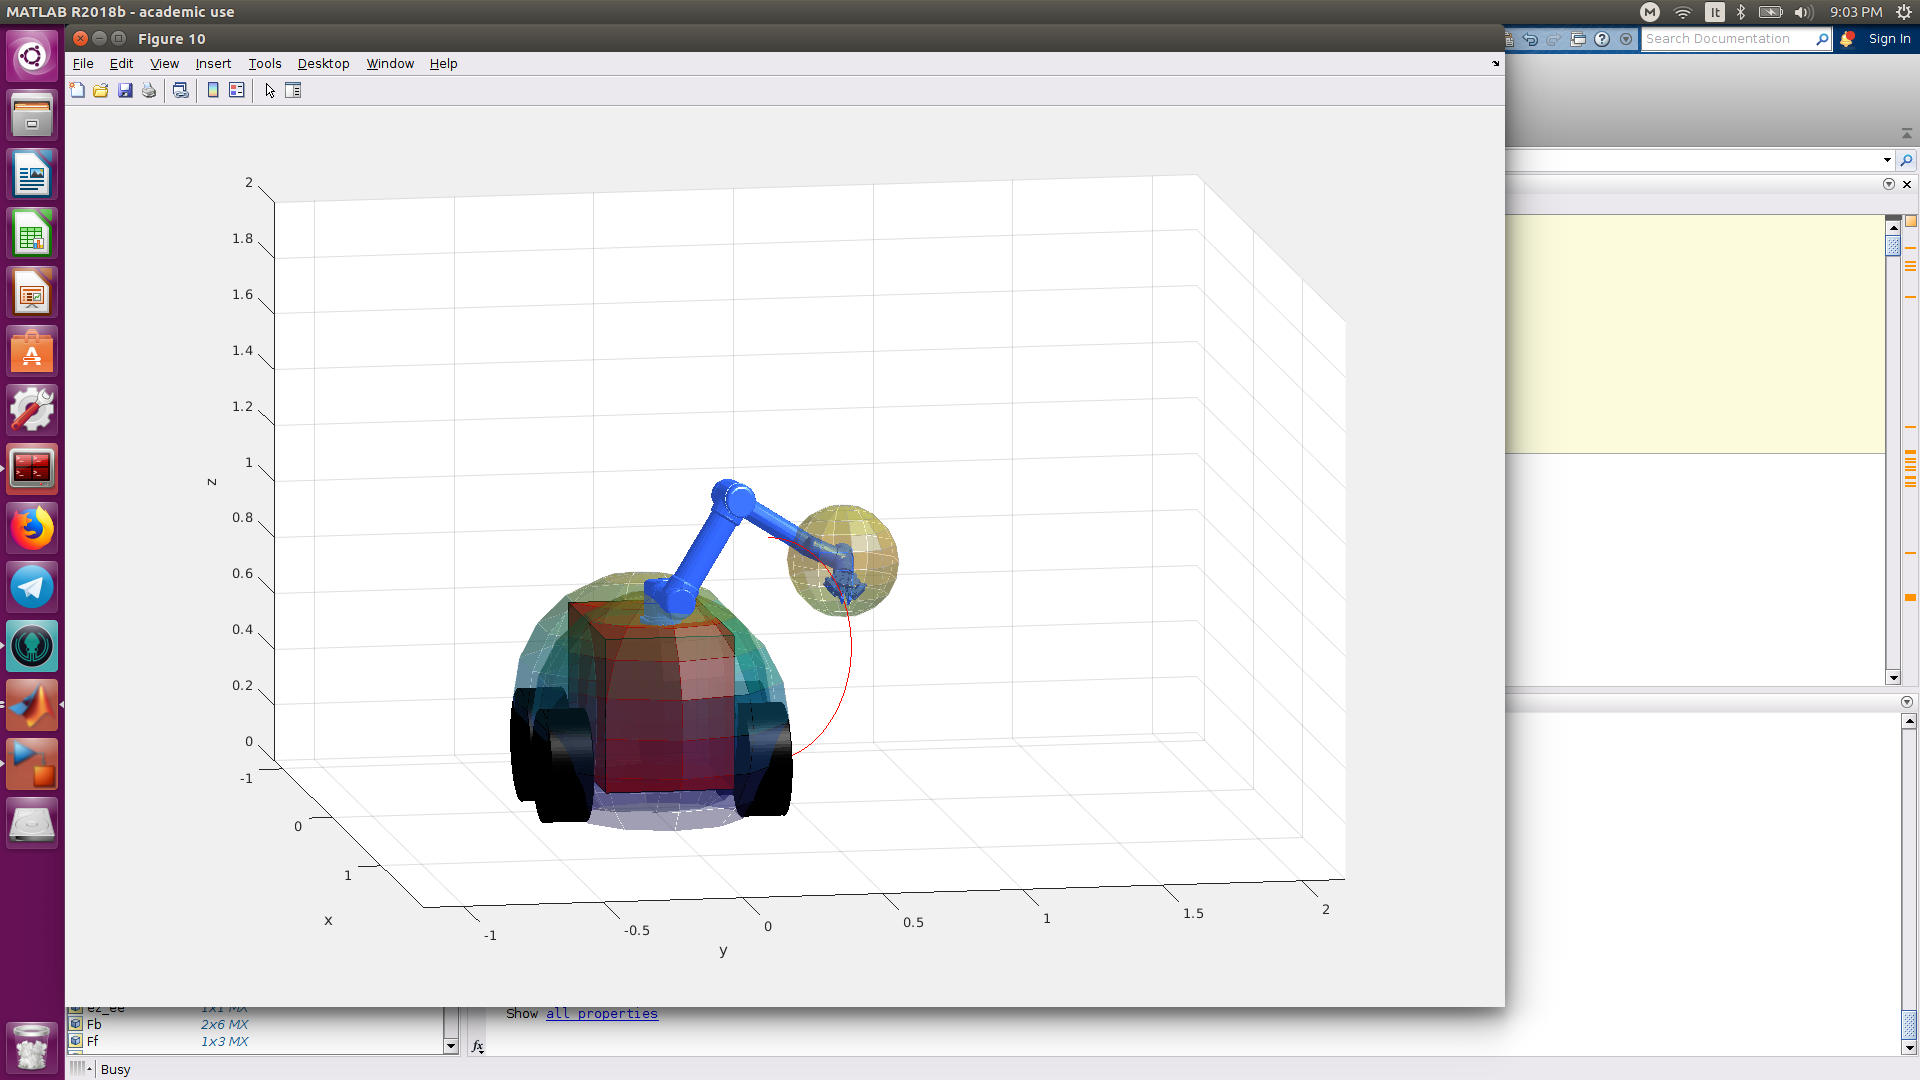 MATLAB R2018b - academic use
It
9:03 PM
Figure 10
Search Documentation
Sign In
File Edit View Insert Tools Desktop Window Help
2
1.8
1.6
1.4
1.2
1
0.8
0.6
0.4
0.2
0
z
-1
0
1
x
-1
-0.5
0
0.5
1
1.5
2
y
ez_ee 1x1 MX
Fb 2x6 MX
Ff 1x3 MX
Show all properties
fx
Busy